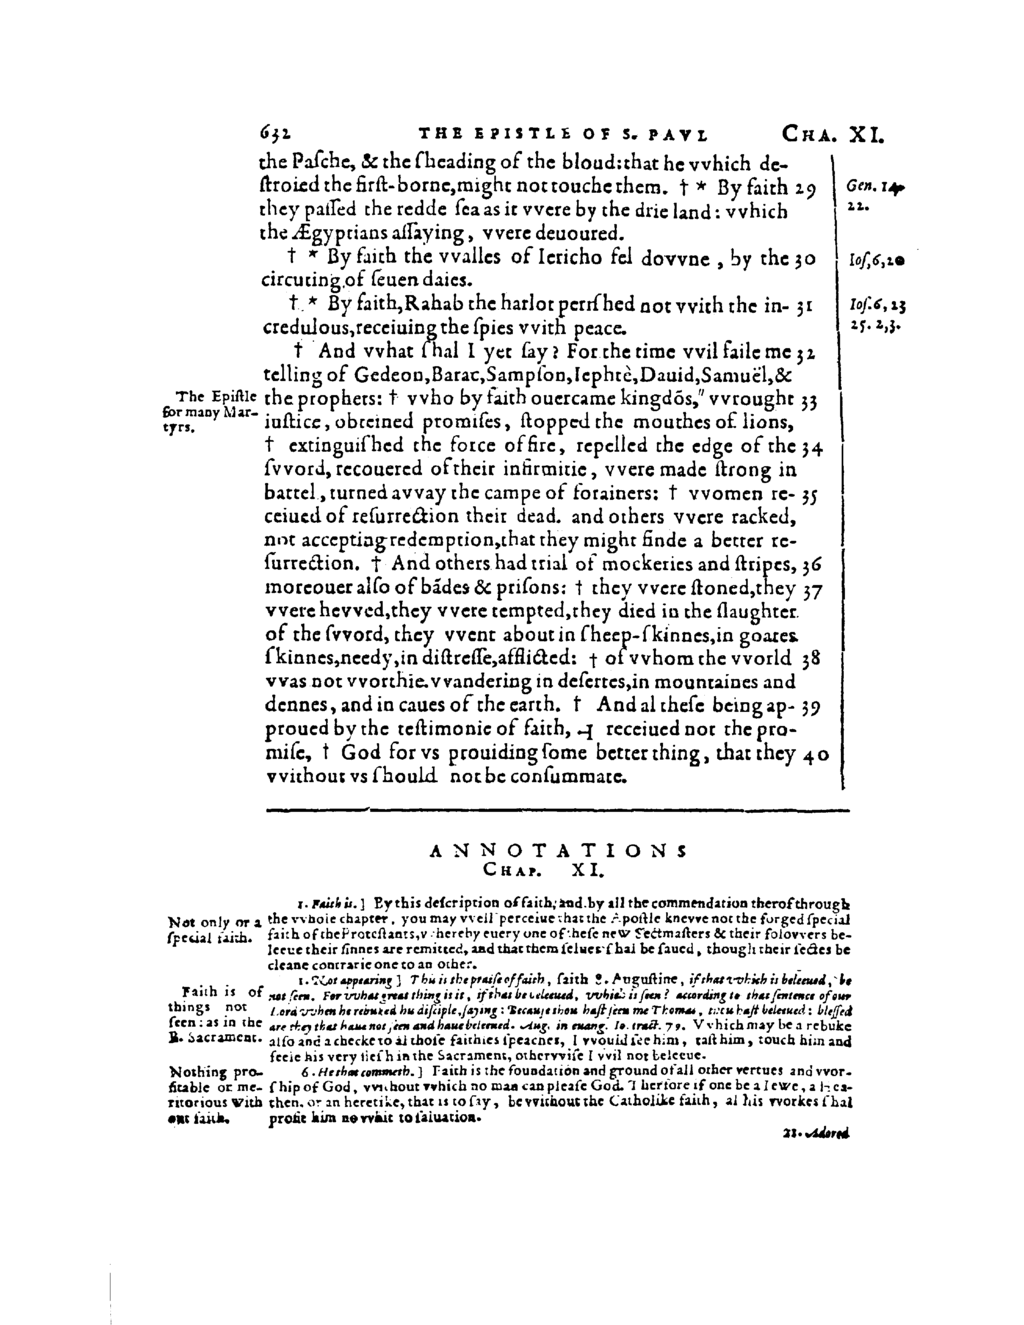 632 THE EPISTLE OF S. PAVL CHA. XI.
the Paſche, & the ſheading of the bloud: that he vvhich de-
ſtroied the firſt-borne, might not touche them. † * By faith 29
they paſſed the redde ſea as it vvere by the drie land: vvhich
the Ægyptians aſſaying, vvere deuoured.
† * By faith the vvalles of Iericho fel dovvne, by the 30
circuting of ſeuen daies.
† * By faith, Rahab the harlot periſhed not vvith the in- 31
credulous, receiuing the ſpies vvith peace.
† And vvhat ſhal I yet ſay? For the time vvil faile me 32
telling of Gedeon, Barac, Sampſon, Iephtè, Dauid, Samuël, &
the prophets: † vvho by faith ouercame kingdõs, " vvrought 33
iuſtice, obteined promiſes, ſtopped the mouthes of lions,
† extinguiſhed the force of fire, repelled the edge of the 34
ſvvord, recouered of their infirmitie, vvere made ſtrong in
battel, turned avvay the campe of forainers: † vvomen re- 35
ceiued of reſurrection their dead. and others vvere racked,
not accepting redemption, that they might finde a better re-
ſurrection. † And others had trial of mockeries and ſtripes, 36
moreouer alſo of bãdes & priſons: † they vvere ſtoned, they 37
vvere hevved, they vvere tempted, they died in the ſlaughter
of the ſvvord, they vvent about in ſheep-ſkinnes, in goates
ſkinnes, needy, in diſtreſſe, afflicted: † of vvhom the vvorld 38
vvas not vvorthie. vvandering in deſertes, in mountaines and
dennes, and in caues of the earth. † And al theſe being ap- 39
proued by the teſtimonie of faith, ⊣ receiued not the pro-
miſe, † God for vs prouiding ſome better thing, that they 40
vvithout vs ſhould not be conſummate.
Gen. 14,
22.
Ioſ, 6, 20
Ioſ. 6, 23
25. 2, 3.
The Epiſtle
for many Mar-
tyrs.
ANNOTATIONS
CHAP. XI.
1. Faith is. ] By this deſcription of faith, and by all the commendation therof through
the vvhole chapter, you may vvell perceiue that the Apoſtle knevve not the forged ſpecial
faith of the Proteſtants, vvhereby euery one of theſe new Sectmaſters & their folovvers be-
leeue their ſinnes are remitted, and that them ſelues ſhal be ſaued, though their ſectes be
cleane contrarie one to an other.
Not only or a
ſpecial faith.
1. Not appearing ] This is the praiſe of faith, ſaith S. Auguſtine, if that vvhich is beleeued, be
not ſeen. For vvhat great thing is it, if that be beleeued, vvhich is ſeen? according to that ſentence of our
Lord vvhen he rebuked his diſciple, ſaying: Becauſe thou haſt ſeen me Thomas, thou haſt beleeued: bleſſed
are they that haue not ſeen and haue beleeued. Aug. in euang. Io. tract. 79. Vvhich may be a rebuke
alſo and a checke to al thoſe faithles ſpeaches, I vvould ſee him, taſt him, touch him and
feele his very fleſh in the Sacrament, othervviſe I vvil not beleeue.
Faith is of
things not
ſeen: as in the
B. Sacrament.
6. He that commeth. ] Faith is the foundation and ground of all other vertues and vvor-
ſhip of God, vvithout vvhich no man can pleaſe God. Therfore if one be a Iewe, a hea-
then, or an heretike, that is to ſay, be vvithout the Catholike faith, al his vvorkes ſhal
profit him no vvhit to ſaluation.
Nothing pro-
fitable or me-
ritorious with
out faith.
21. Adored